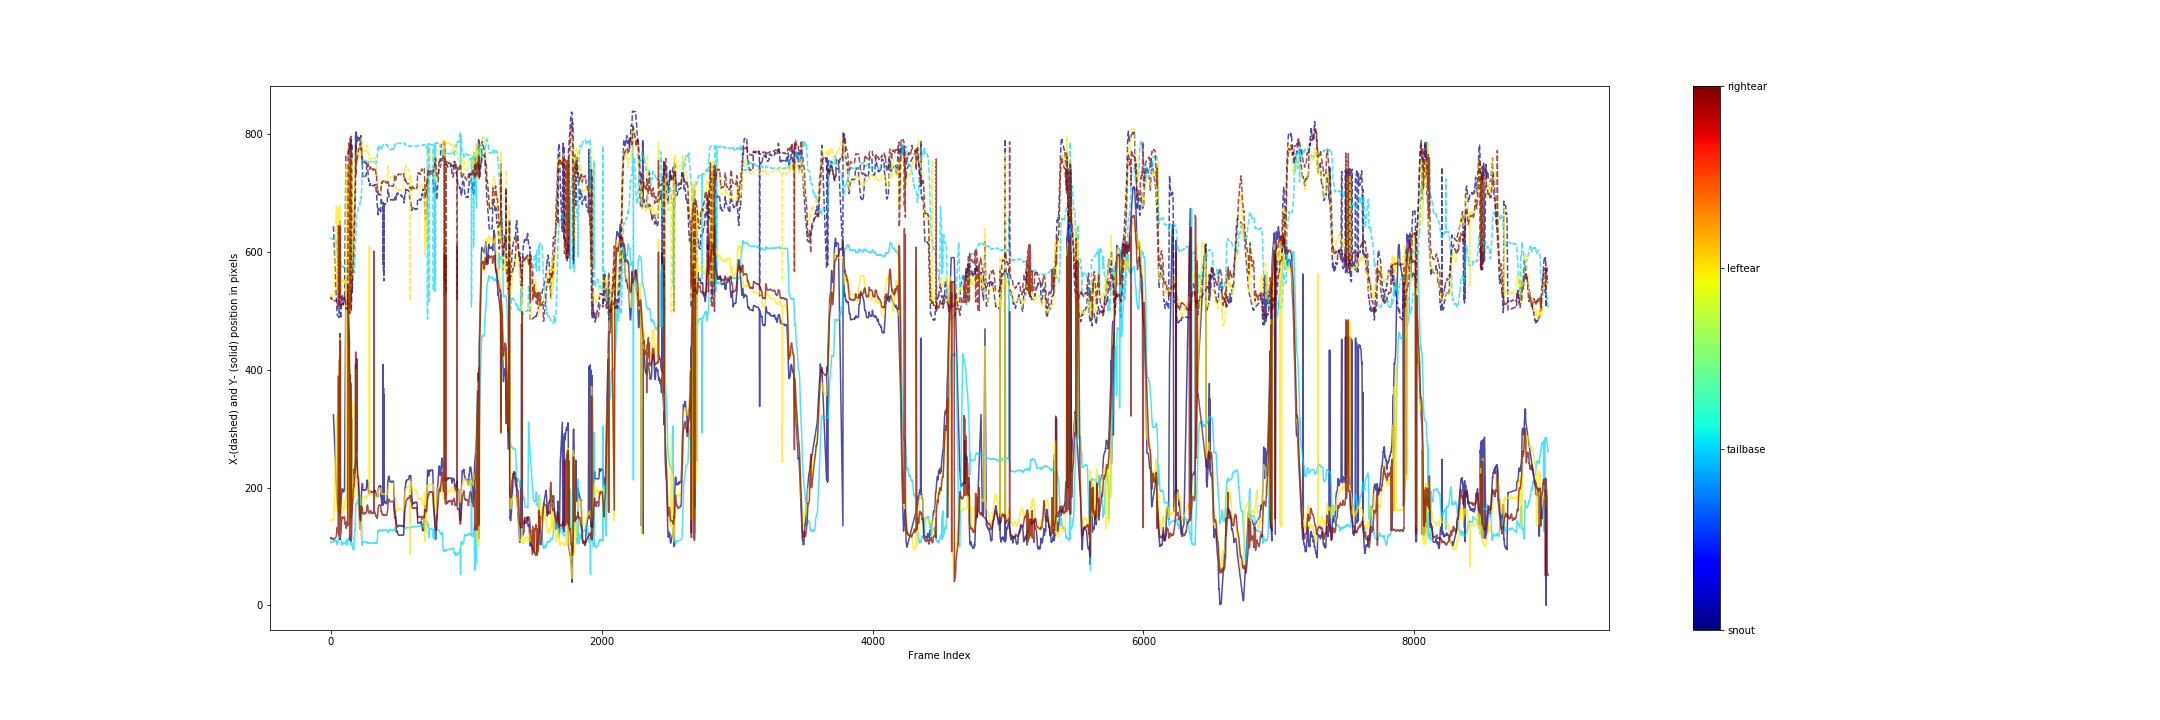 800
600
400
200
0
X-(dashed) and Y- (solid) position in pixels
0
2000
4000
6000
8000
Frame Index
rightear
leftear
tailbase
snout